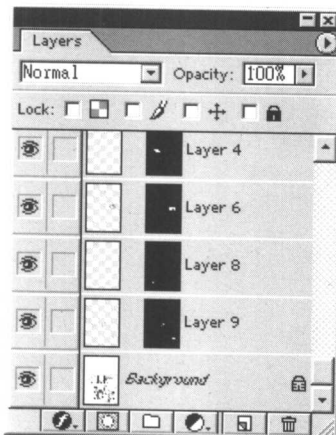 Layers
Normal Opacity: 100%
Lock:
Layer 4
Layer 6
Layer 8
Layer 9
Background